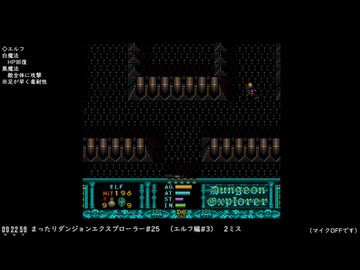 ◇エルフ
白魔法
HP回復
黒魔法
敵全体に攻撃
※足が早く毒耐性
ELF
HIT196
9 9
AG
AT
ST
IN
Dungeon
Explorer
09 22 59
まったりダンジョンエクスプローラー#25 (エルフ編#3) 2ミス
(マイクOFFです)